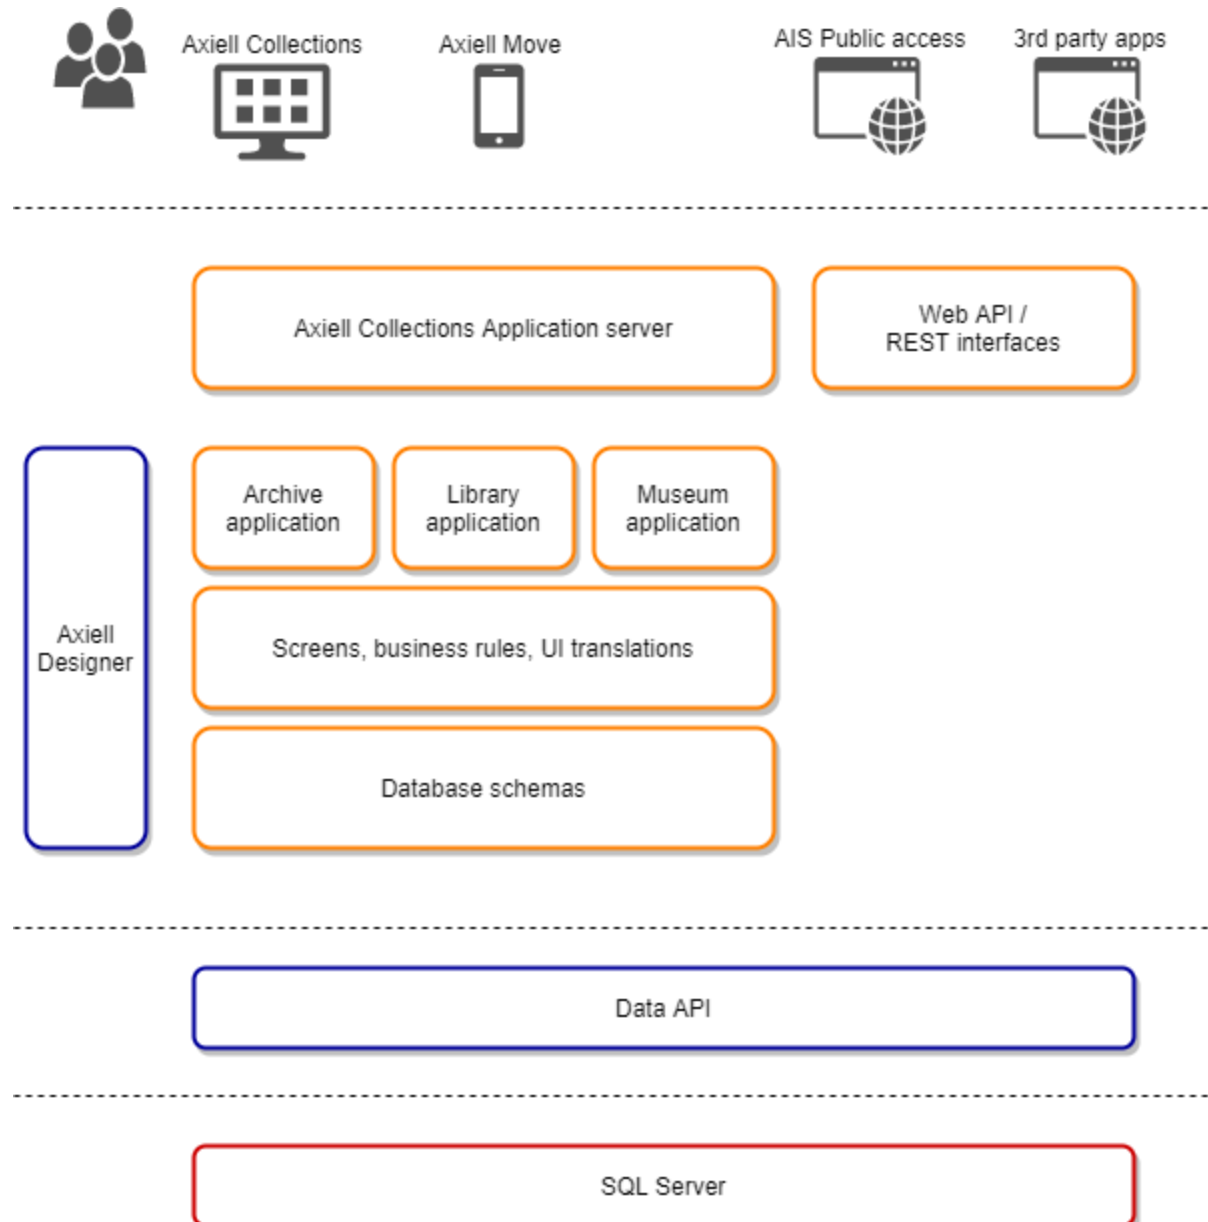 Axiell Collections
Axiell Move
AIS Public access
3rd party apps
Axiell Collections Application server
Web API /
REST interfaces
Archive
application
Library
application
Museum
application
Axiell
Designer
Screens, business rules, UI translations
Database schemas
Data API
SQL Server